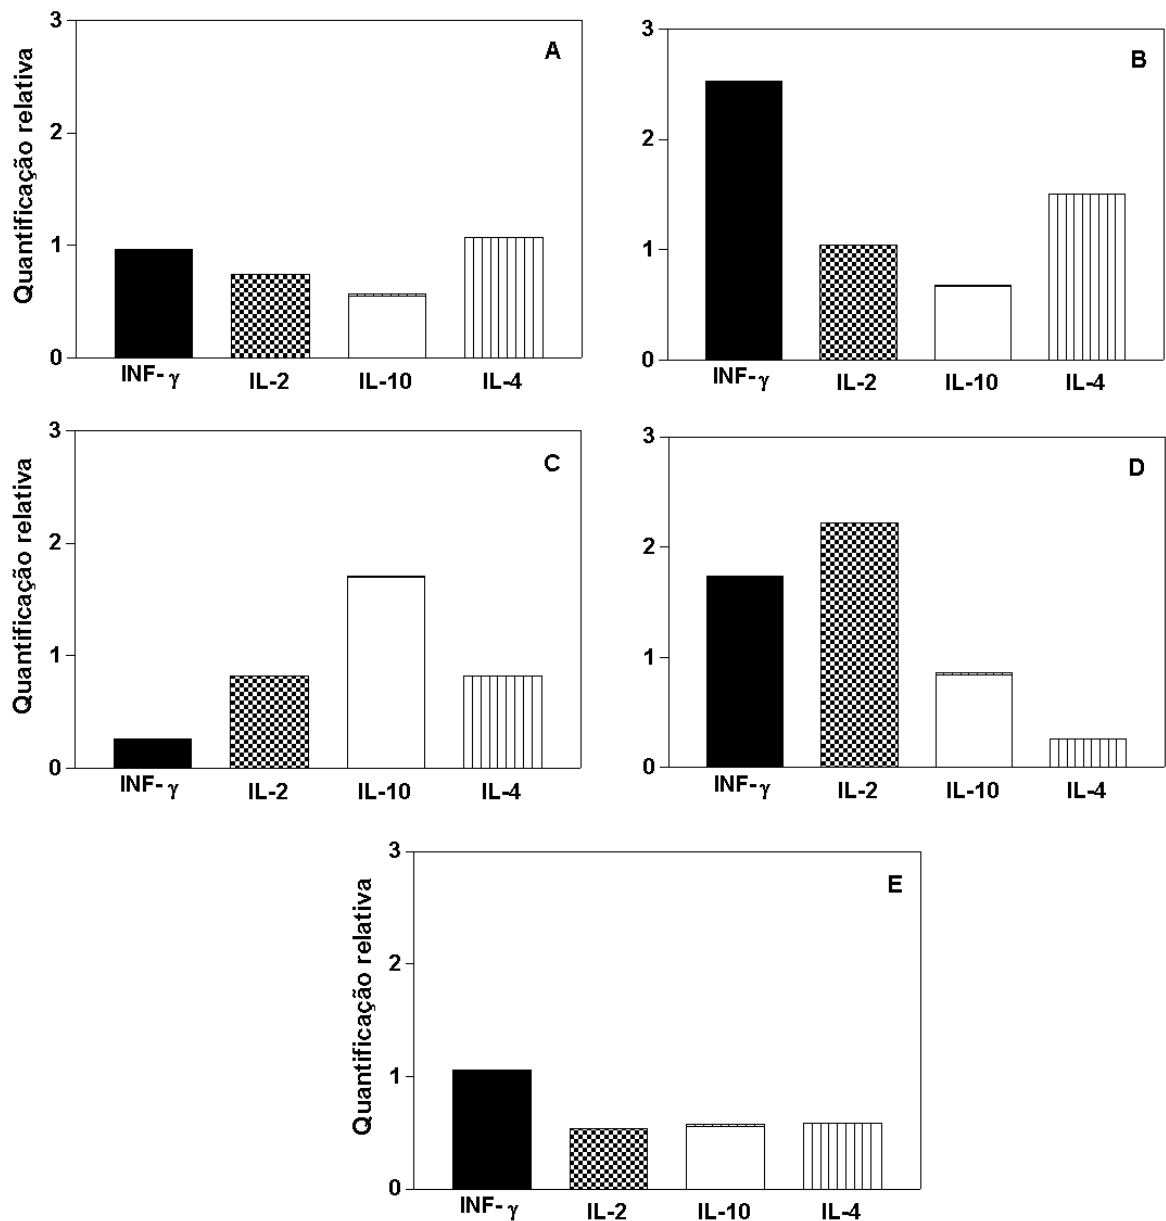 A
Quantificação relativa
3
2
1
0
INF-γ IL-2 IL-10 IL-4
B
3
2
1
0
INF-γ IL-2 IL-10 IL-4
C
Quantificação relativa
3
2
1
0
INF-γ IL-2 IL-10 IL-4
D
3
2
1
0
INF-γ IL-2 IL-10 IL-4
E
Quantificação relativa
3
2
1
0
INF-γ IL-2 IL-10 IL-4